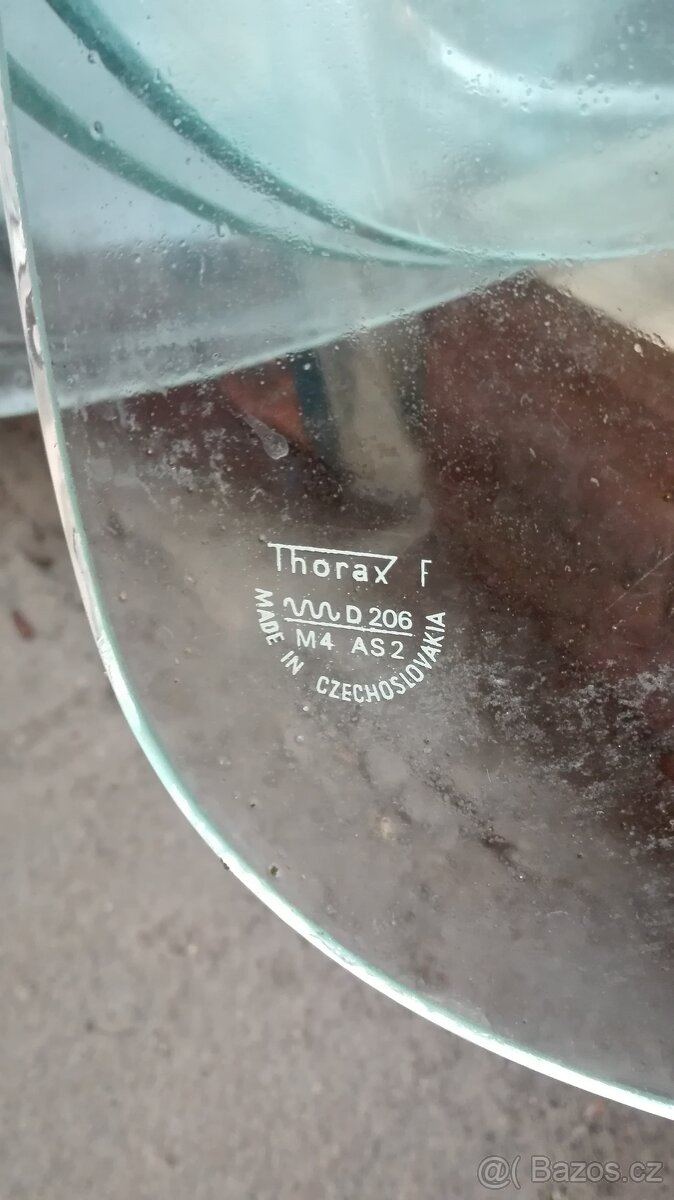 Thorax F
D 206
M4 AS2
MADE IN CZECHOSLOVAKIA
@( Bazos.cz